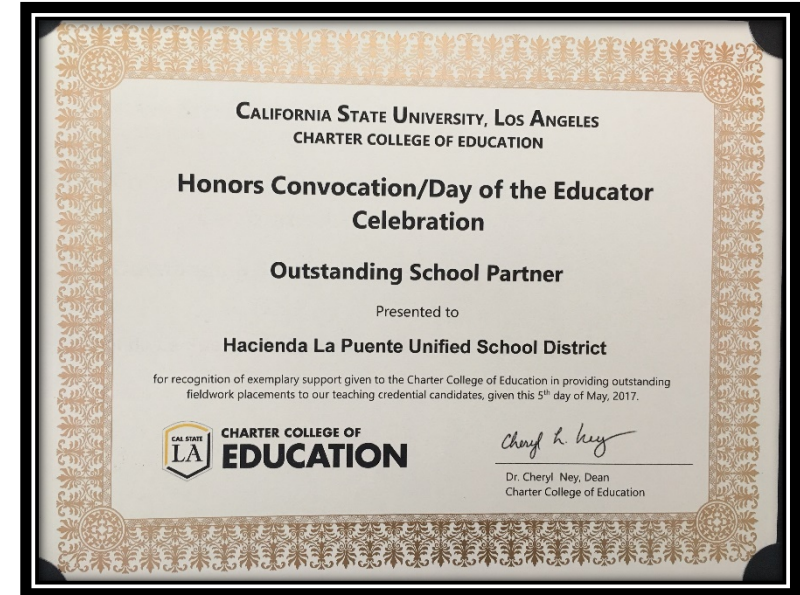 CALIFORNIA STATE UNIVERSITY, LOS ANGELES
CHARTER COLLEGE OF EDUCATION
Honors Convocation/Day of the Educator
Celebration
Outstanding School Partner
Presented to
Hacienda La Puente Unified School District
for recognition of exemplary support given to the Charter College of Education in providing outstanding
fieldwork placements to our teaching credential candidates, given this 5th day of May, 2017.
CAL STATE
LA
CHARTER COLLEGE OF
EDUCATION
Cheryl L. Ney
Dr. Cheryl Ney, Dean
Charter College of Education